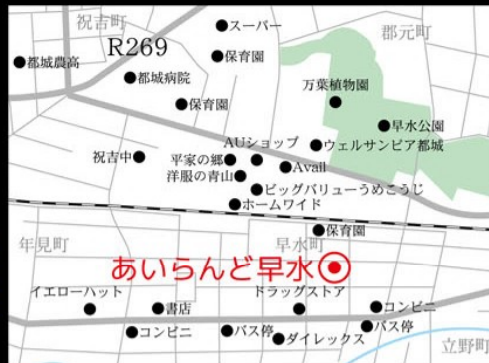 祝吉町
スーパー
郡元町
R269
保育園
都城農高
都城病院
万葉植物園
保育園
早水公園
AUショップ
ウェルサンピア都城
祝吉中
平家の郷
Avail
洋服の青山
ビッグバリューうめこうじ
ホームワイド
保育園
年見町
早水町
あいらんど早水
イエローハット
ドラッグストア
書店
コンビニ
コンビニ
バス停
バス停
ダイレックス
立野町